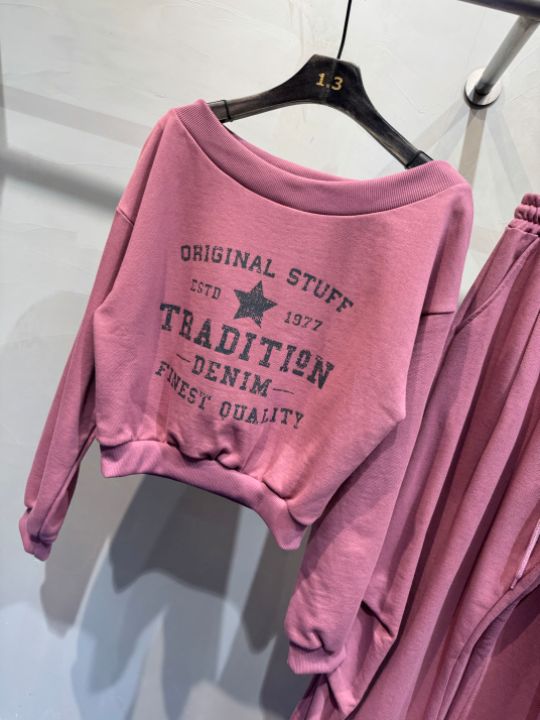 1.3
ORIGINAL STUFF
ESTD 1977
TRADITION
DENIM
FINEST QUALITY